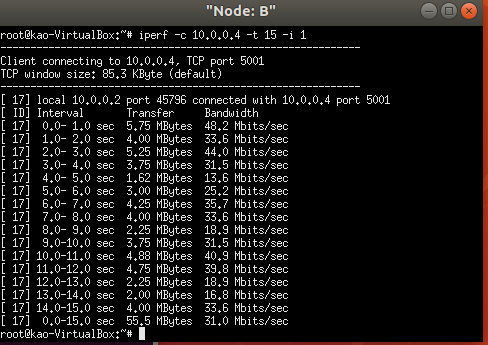 "Node: B"
root@kao-VirtualBox:~# iperf -c 10.0.0.4 -t 15 -i 1
------------------------------------------------------------
Client connecting to 10.0.0.4, TCP port 5001
TCP window size: 85.3 KByte (default)
------------------------------------------------------------
[ 17] local 10.0.0.2 port 45796 connected with 10.0.0.4 port 5001
[ ID] Interval       Transfer     Bandwidth
[ 17]  0.0- 1.0 sec  5.75 MBytes  48.2 Mbits/sec
[ 17]  1.0- 2.0 sec  4.00 MBytes  33.6 Mbits/sec
[ 17]  2.0- 3.0 sec  5.25 MBytes  44.0 Mbits/sec
[ 17]  3.0- 4.0 sec  3.75 MBytes  31.5 Mbits/sec
[ 17]  4.0- 5.0 sec  1.62 MBytes  13.6 Mbits/sec
[ 17]  5.0- 6.0 sec  3.00 MBytes  25.2 Mbits/sec
[ 17]  6.0- 7.0 sec  4.25 MBytes  35.7 Mbits/sec
[ 17]  7.0- 8.0 sec  4.00 MBytes  33.6 Mbits/sec
[ 17]  8.0- 9.0 sec  2.25 MBytes  18.9 Mbits/sec
[ 17]  9.0-10.0 sec  3.75 MBytes  31.5 Mbits/sec
[ 17] 10.0-11.0 sec  4.88 MBytes  40.9 Mbits/sec
[ 17] 11.0-12.0 sec  4.75 MBytes  39.8 Mbits/sec
[ 17] 12.0-13.0 sec  2.25 MBytes  18.9 Mbits/sec
[ 17] 13.0-14.0 sec  2.00 MBytes  16.8 Mbits/sec
[ 17] 14.0-15.0 sec  4.00 MBytes  33.6 Mbits/sec
[ 17]  0.0-15.0 sec  55.5 MBytes  31.0 Mbits/sec
root@kao-VirtualBox:~#